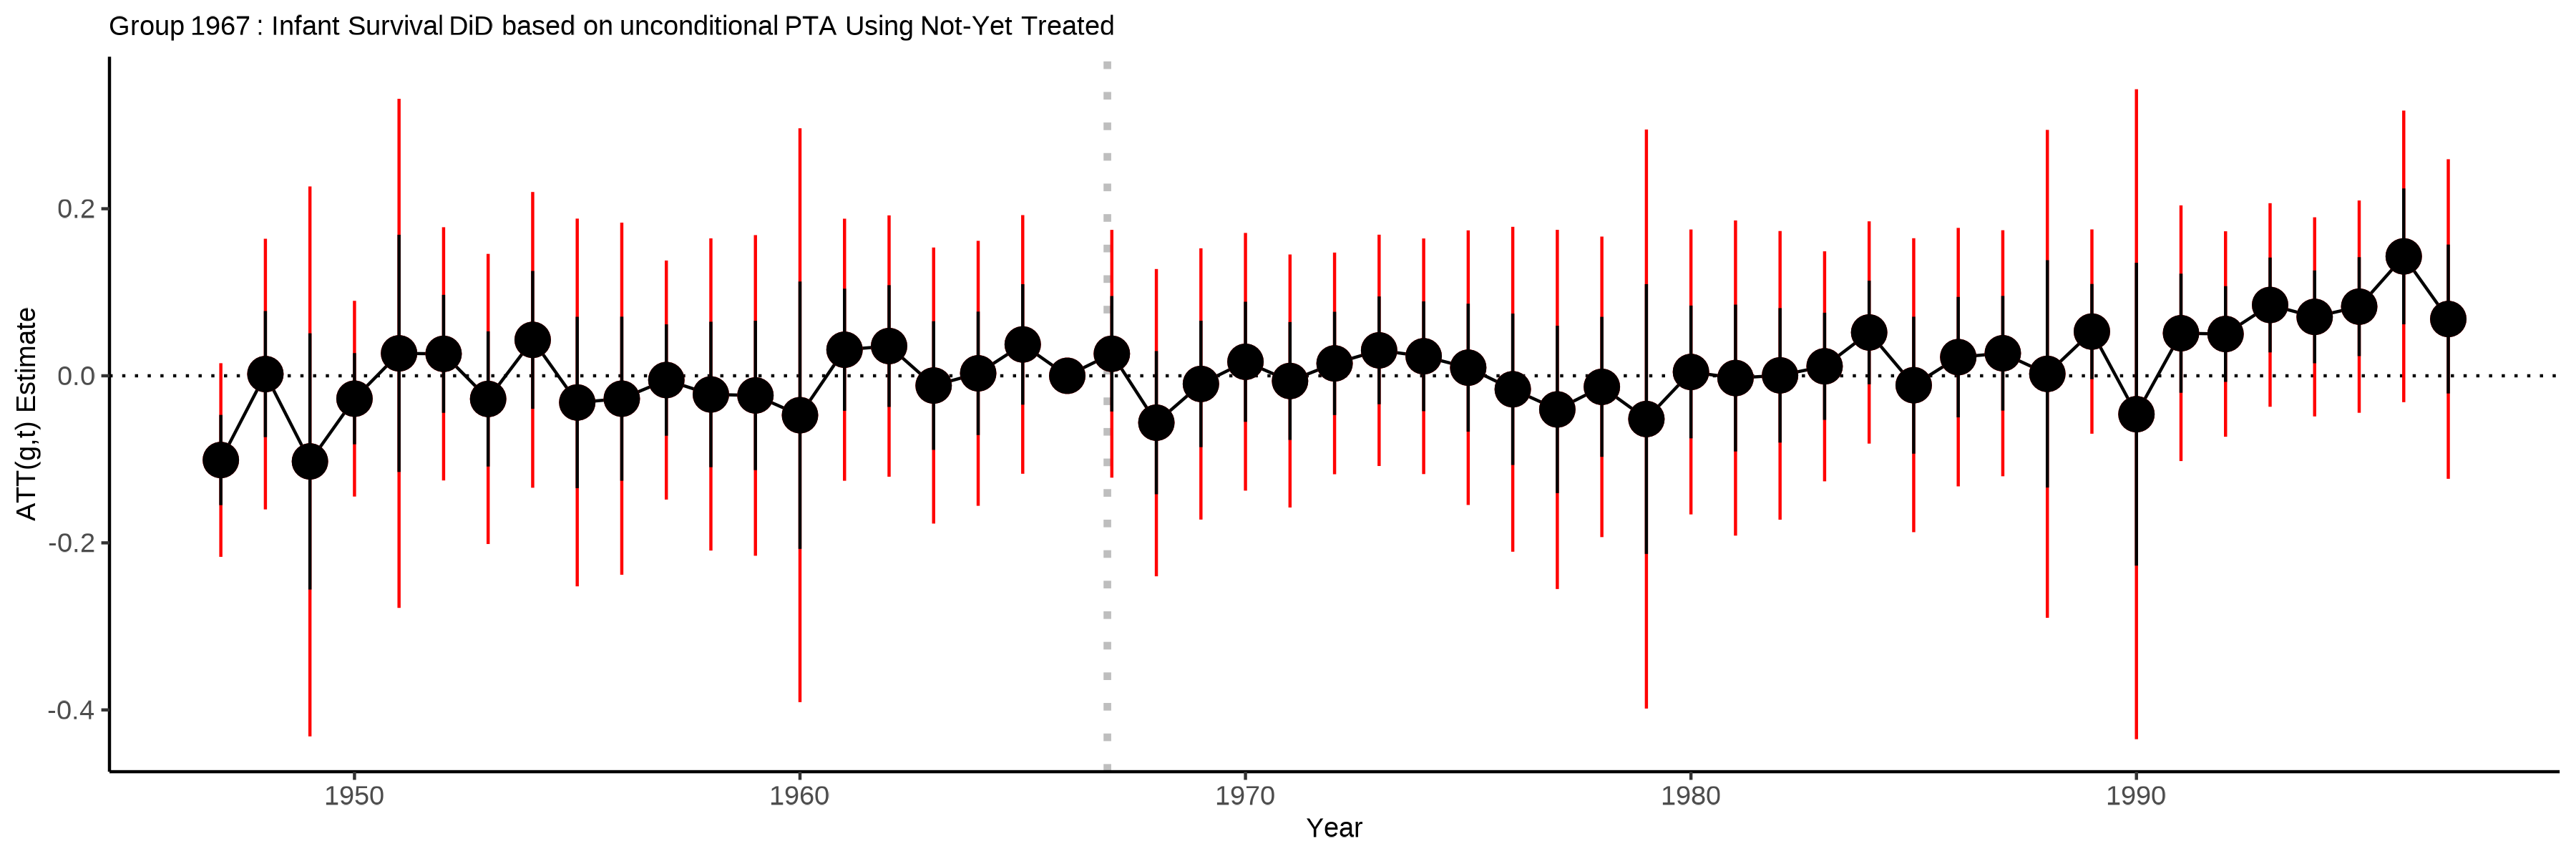 Group 1967 : Infant Survival DiD based on unconditional PTA Using Not-Yet Treated
ATT(g,t) Estimate
0.2
0.0
-0.2
-0.4
1950 1960 1970 1980 1990
Year